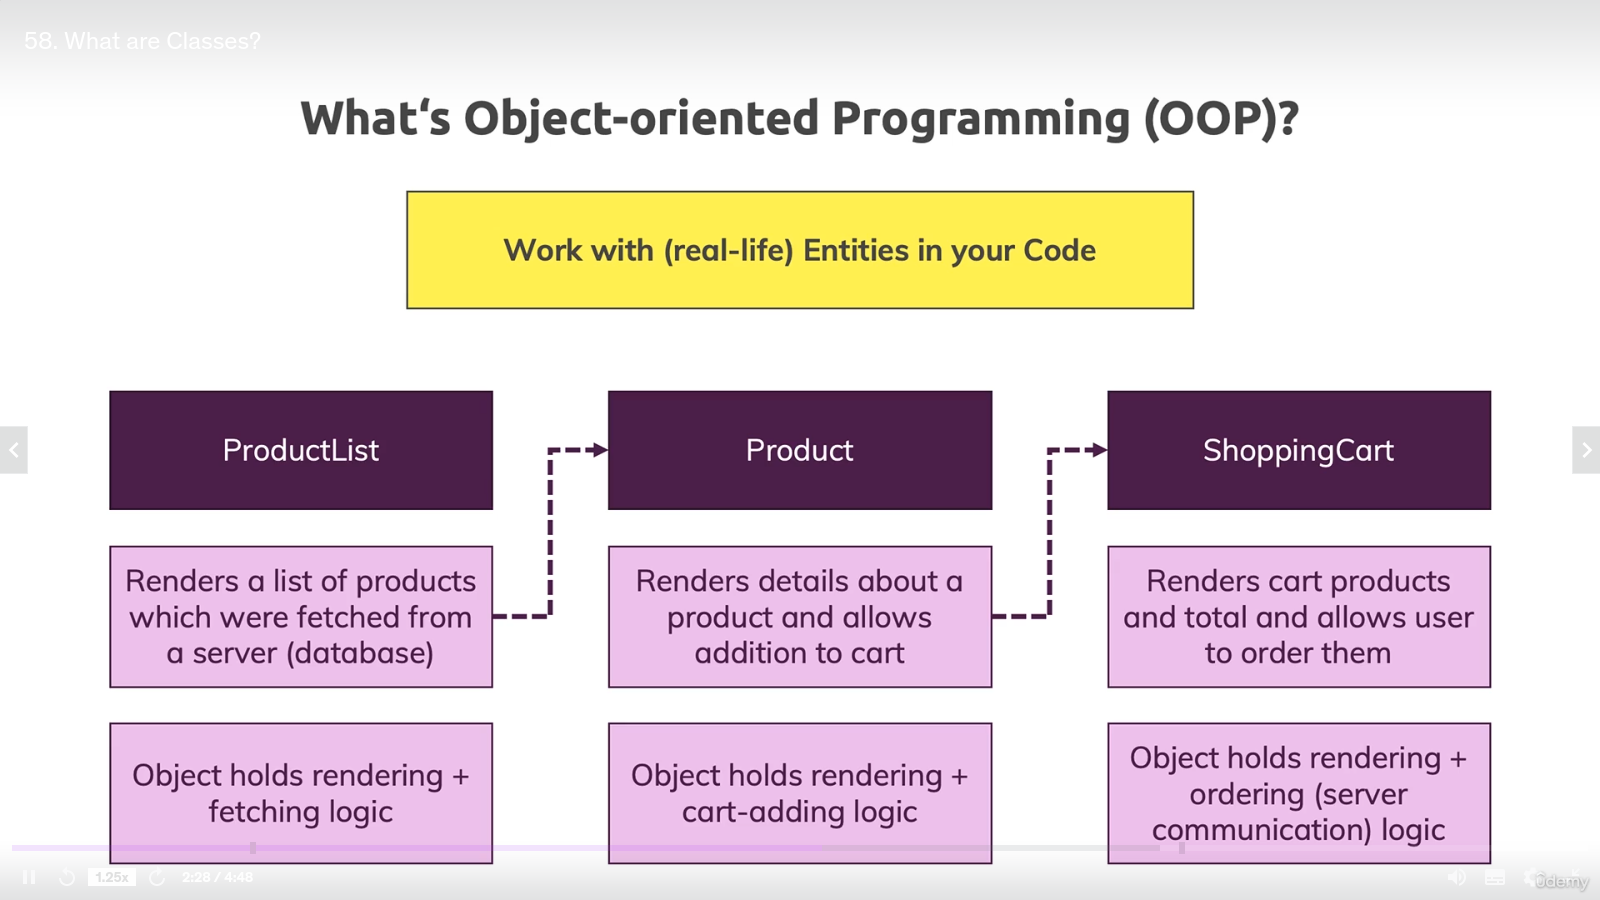 58. What are Classes?
What‘s Object-oriented Programming (OOP)?
Work with (real-life) Entities in your Code
ProductList
Product
ShoppingCart
Renders a list of products
which were fetched from
a server (database)
Renders details about a
product and allows
addition to cart
Renders cart products
and total and allows user
to order them
Object holds rendering +
fetching logic
Object holds rendering +
cart-adding logic
Object holds rendering +
ordering (server
communication) logic
1.25x
2:28 / 4:48
ûdemy